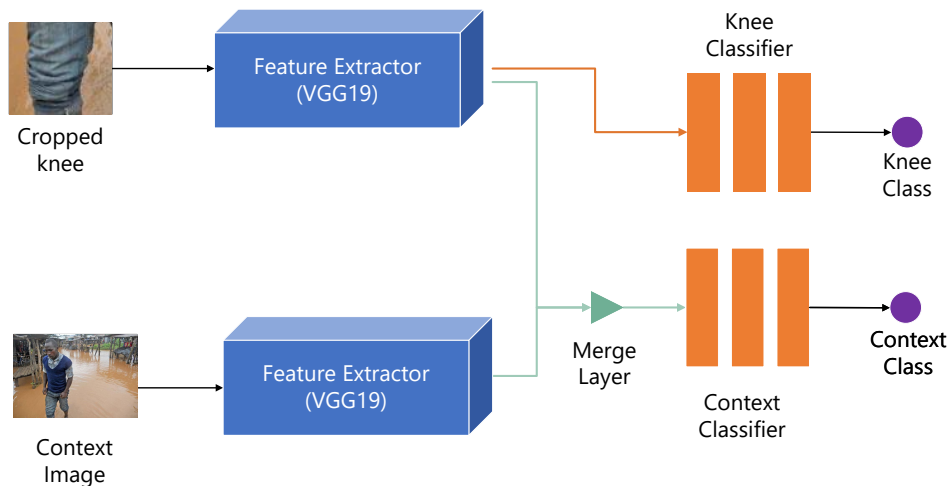 Cropped
knee
Feature Extractor
(VGG19)
Knee
Classifier
Knee
Class
Context
Image
Feature Extractor
(VGG19)
Merge
Layer
Context
Classifier
Context
Class